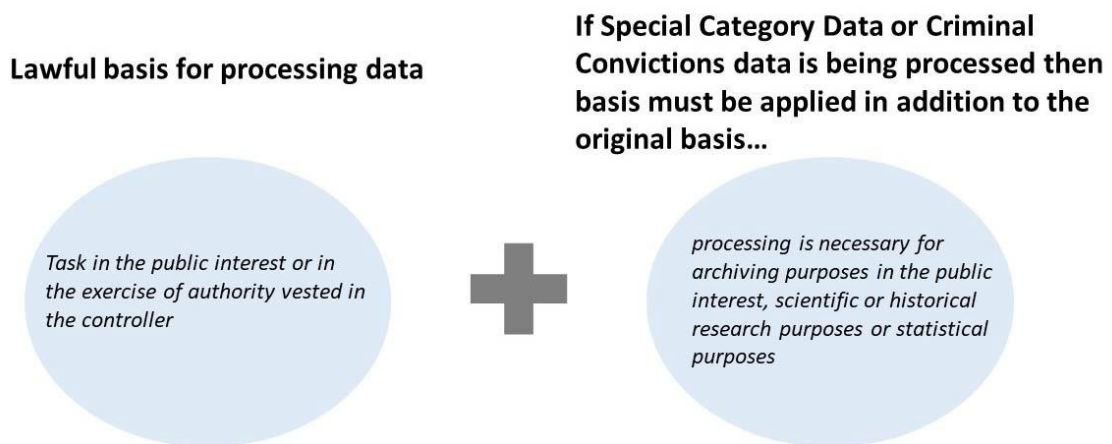 Lawful basis for processing data
If Special Category Data or Criminal
Convictions data is being processed then
basis must be applied in addition to the
original basis…
Task in the public interest or in
the exercise of authority vested in
the controller
processing is necessary for
archiving purposes in the public
interest, scientific or historical
research purposes or statistical
purposes